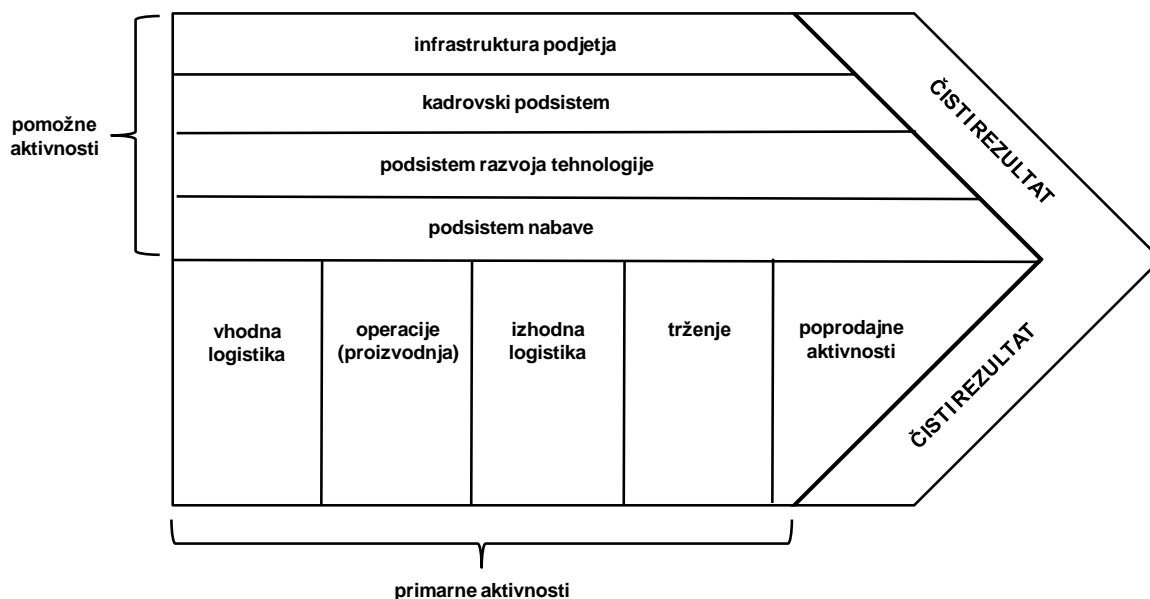 infrastruktura podjetja
kadrovski podsistem
pomožne
aktivnosti
podsistem razvoja tehnologije
podsistem nabave
ČISTI REZULTAT
vhodna
logistika
operacije
(proizvodnja)
izhodna
logistika
trženje
poprodajne
aktivnosti
ČISTI REZULTAT
primarne aktivnosti